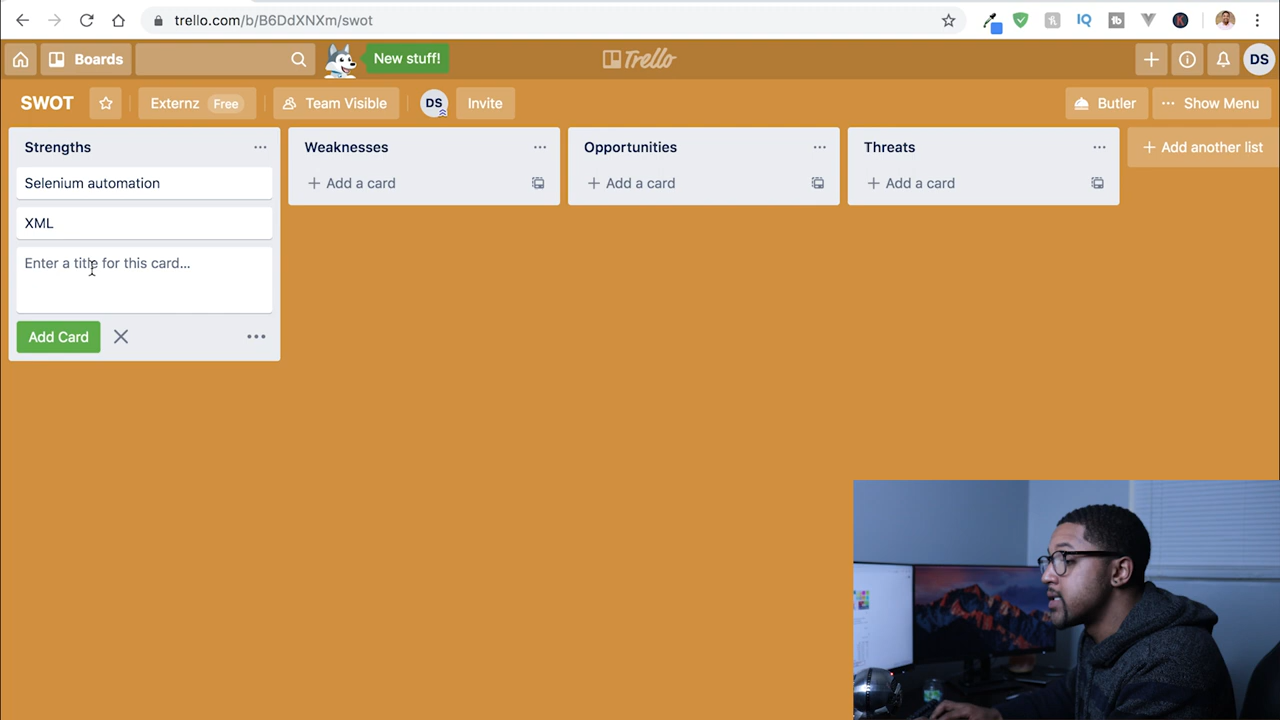 trello.com/b/B6DdXNXm/swot
IQ
K
Boards
New stuff!
Trello
DS
SWOT
Externz Free
Team Visible
DS
Invite
Butler
Show Menu
Strengths
Selenium automation
XML
Enter a title for this card...
Add Card
Weaknesses
Add a card
Opportunities
Add a card
Threats
Add a card
Add another list